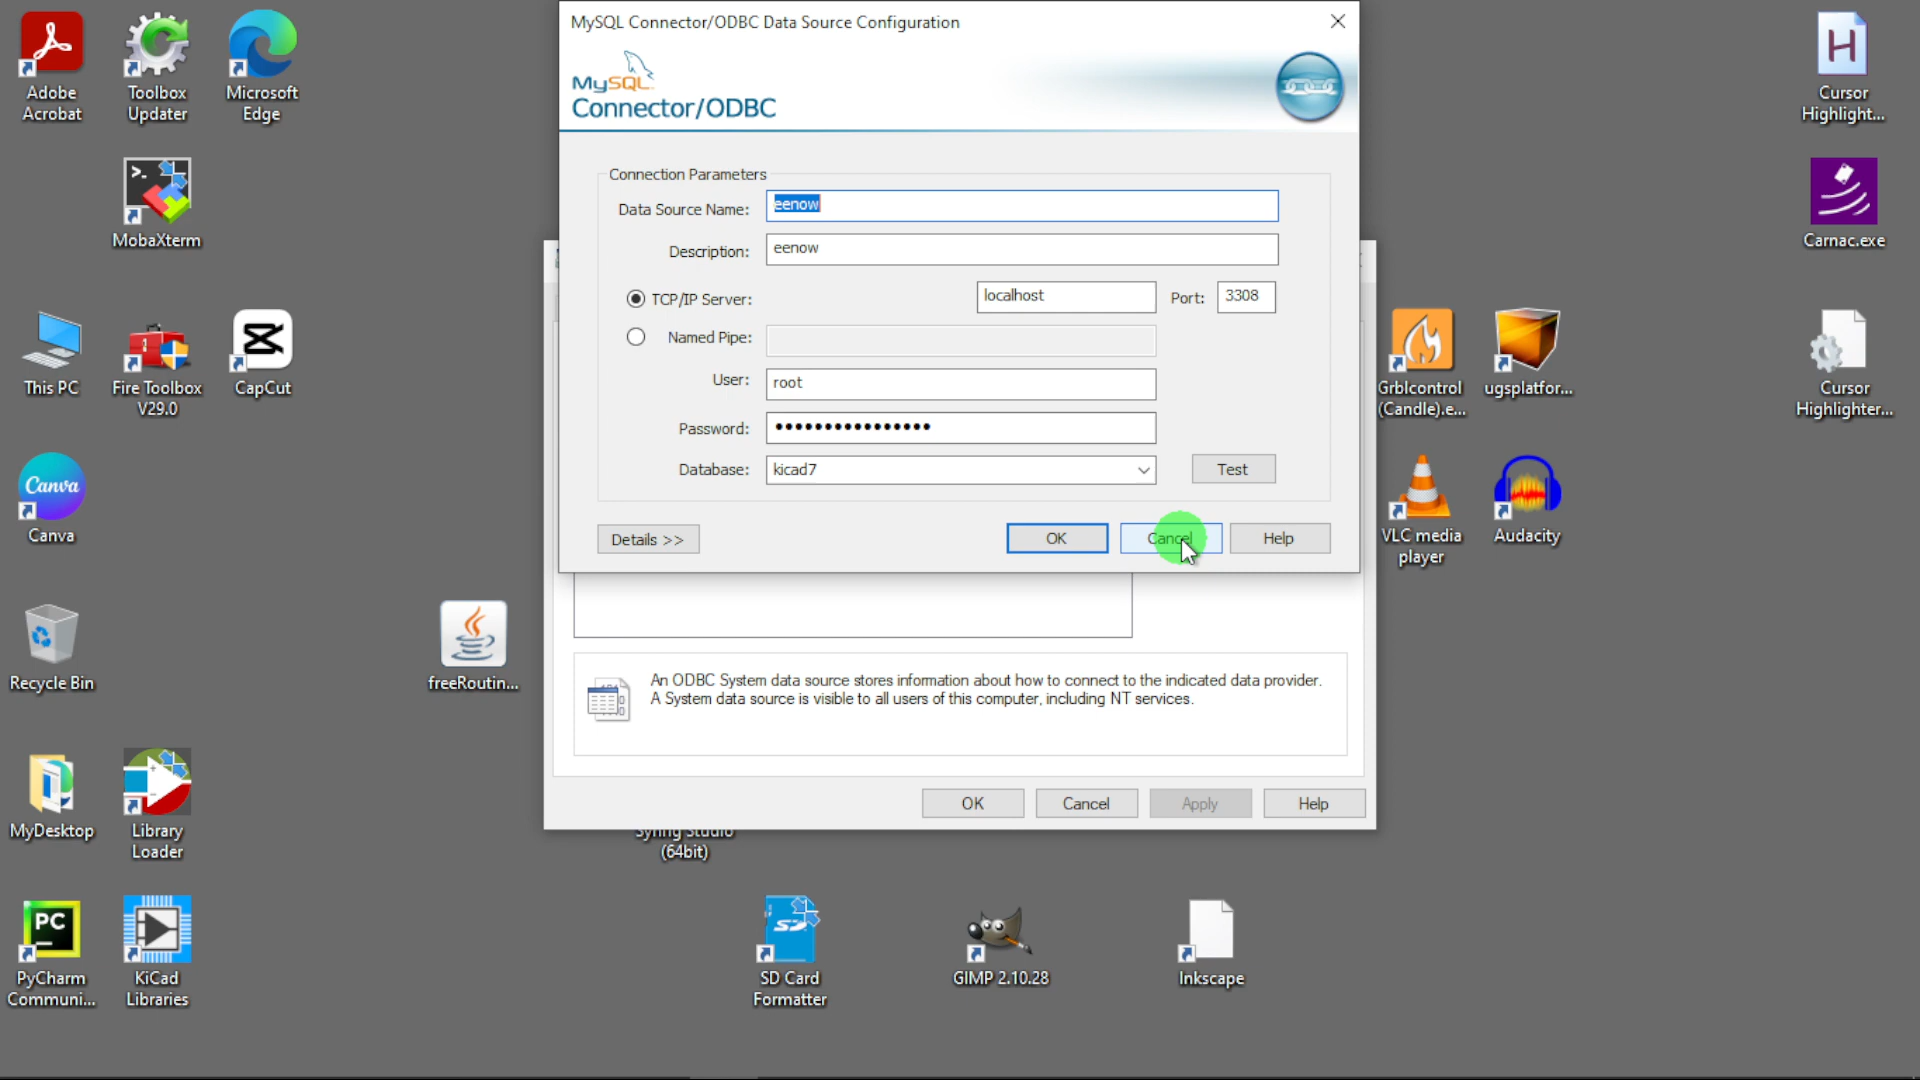 MySQL Connector/ODBC Data Source Configuration
MySQL
Connector/ODBC
Connection Parameters
Data Source Name: eenow
Description: eenow
TCP/IP Server: localhost Port: 3308
Named Pipe:
User: root
Password: ••••••••••••••••
Database: kicad7 Test
Details >> OK Cancel Help
An ODBC System data source stores information about how to connect to the indicated data provider.
A System data source is visible to all users of this computer, including NT services.
OK Cancel Apply Help
Adobe
Acrobat
Toolbox
Updater
Microsoft
Edge
MobaXterm
This PC
Fire Toolbox
V29.0
CapCut
Canva
Canva
Recycle Bin
freeRoutin...
MyDesktop
Library
Loader
PC
PyCharm
Communi...
KiCad
Libraries
Studio
(64bit)
SD
SD Card
Formatter
GIMP 2.10.28
Inkscape
Grblcontrol
(Candle).e...
ugsplatfor...
VLC media
player
Audacity
H
Cursor
Highlight...
Carnac.exe
Cursor
Highlighter...